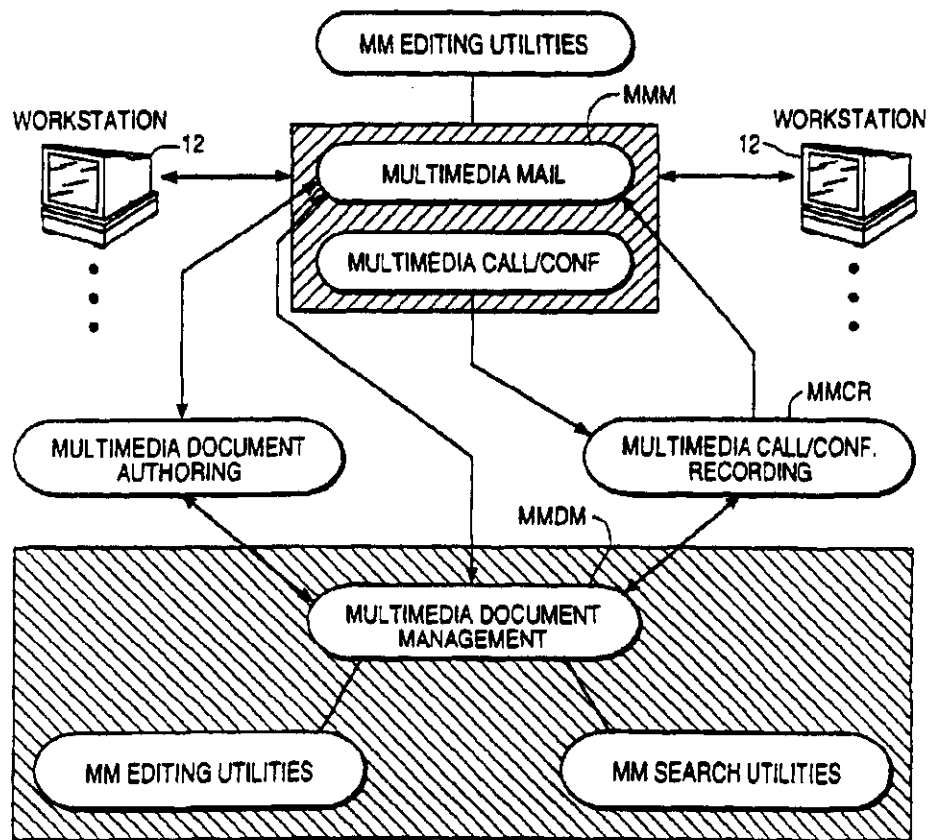 MM EDITING UTILITIES
MMM
WORKSTATION
WORKSTATION
12
12
MULTIMEDIA MAIL
MULTIMEDIA CALL/CONF
MMCR
MULTIMEDIA DOCUMENT
AUTHORING
MULTIMEDIA CALL/CONF.
RECORDING
MMDM
MULTIMEDIA DOCUMENT
MANAGEMENT
MM EDITING UTILITIES
MM SEARCH UTILITIES